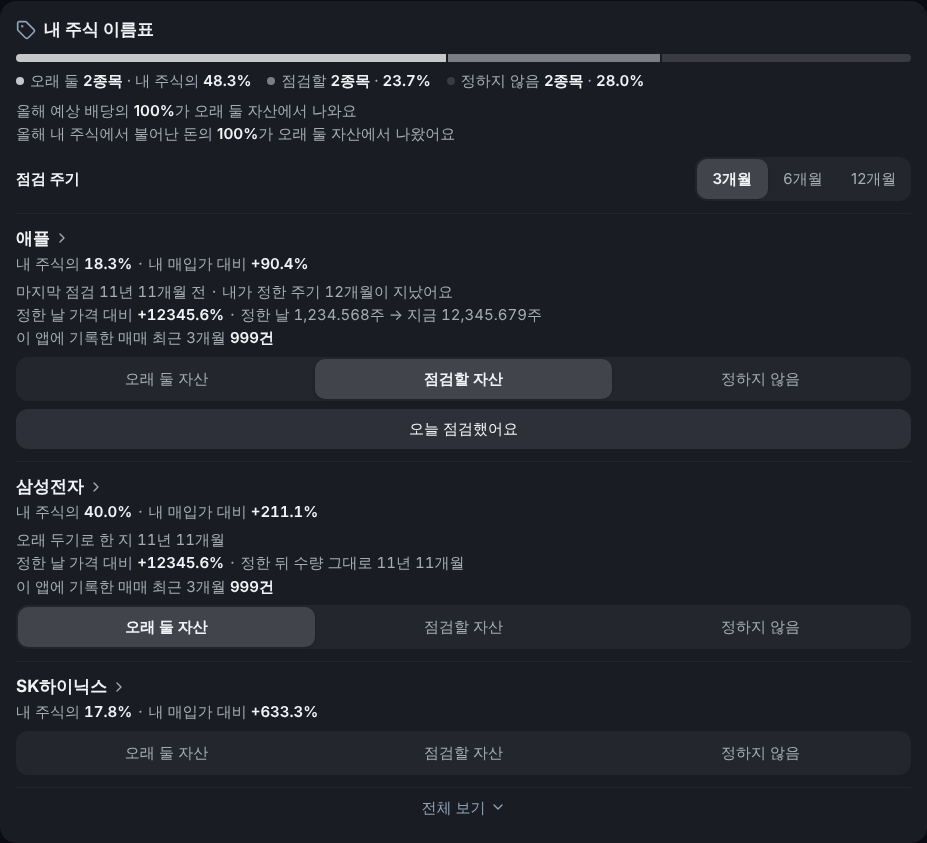 내 주식 이름표
오래 둘 2종목 · 내 주식의 48.3% 점검할 2종목 · 23.7% 정하지 않음 2종목 · 28.0%
올해 예상 배당의 100%가 오래 둘 자산에서 나와요
올해 내 주식에서 불어난 돈의 100%가 오래 둘 자산에서 나왔어요
점검 주기 3개월 6개월 12개월
애플
내 주식의 18.3% · 내 매입가 대비 +90.4%
마지막 점검 11년 11개월 전 · 내가 정한 주기 12개월이 지났어요
정한 날 가격 대비 +12345.6% · 정한 날 1,234.568주 → 지금 12,345.679주
이 앱에 기록한 매매 최근 3개월 999건
오래 둘 자산 점검할 자산 정하지 않음
오늘 점검했어요
삼성전자
내 주식의 40.0% · 내 매입가 대비 +211.1%
오래 두기로 한 지 11년 11개월
정한 날 가격 대비 +12345.6% · 정한 뒤 수량 그대로 11년 11개월
이 앱에 기록한 매매 최근 3개월 999건
오래 둘 자산 점검할 자산 정하지 않음
SK하이닉스
내 주식의 17.8% · 내 매입가 대비 +633.3%
오래 둘 자산 점검할 자산 정하지 않음
전체 보기